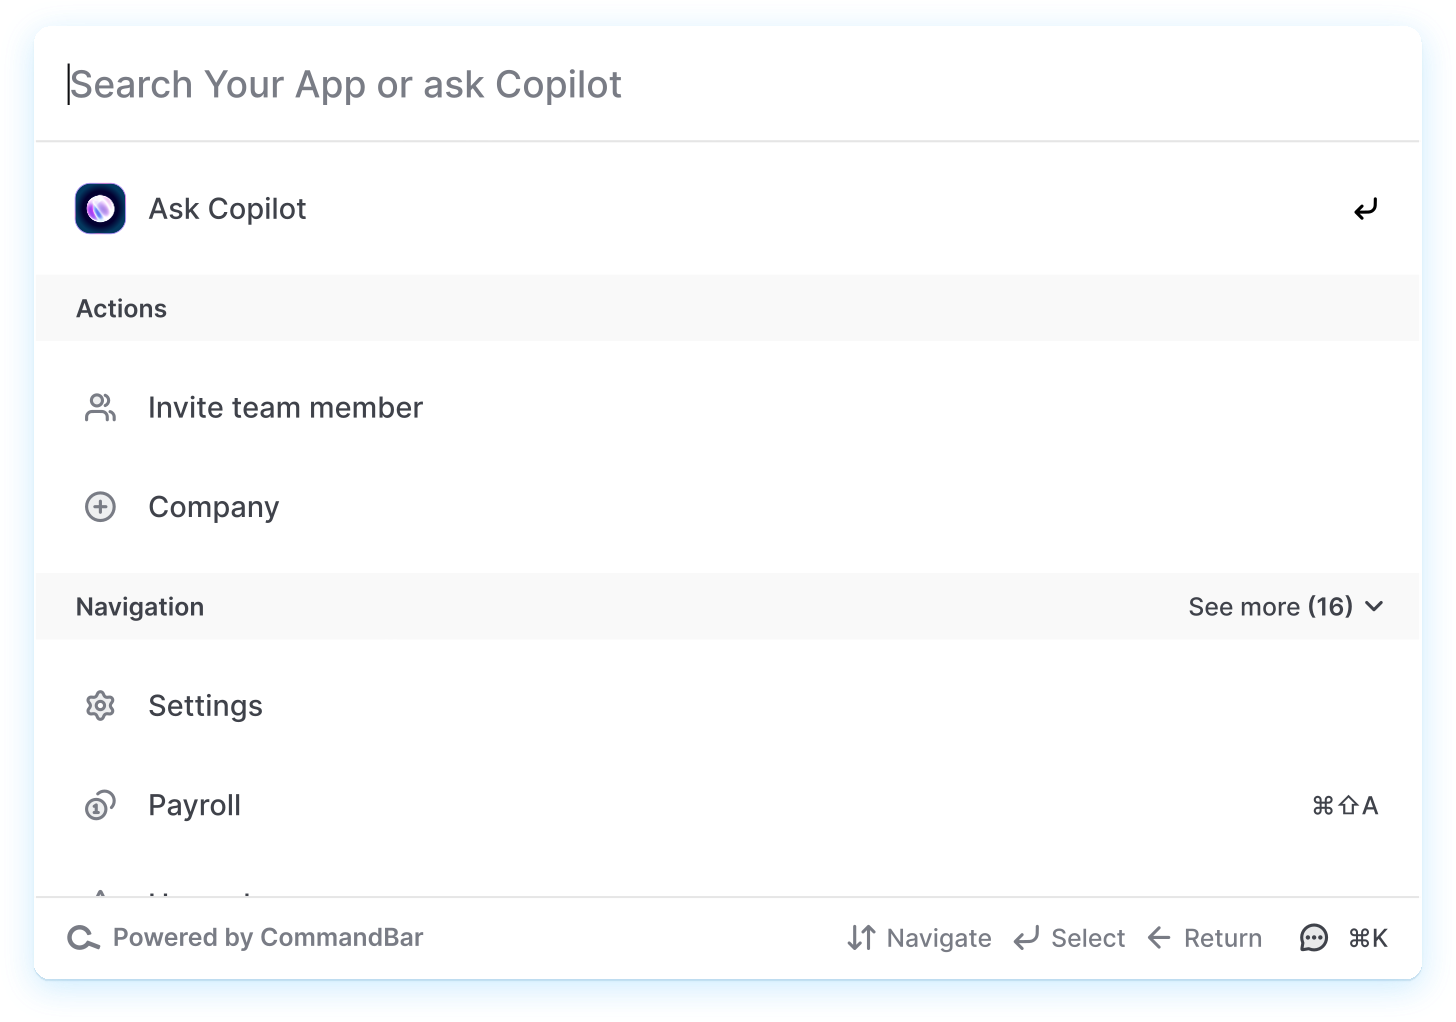 Search Your App or ask Copilot
Ask Copilot
Actions
Invite team member
Company
Navigation See more (16)
Settings
Payroll ⌘⇧A
Powered by CommandBar Navigate Select Return ⌘K